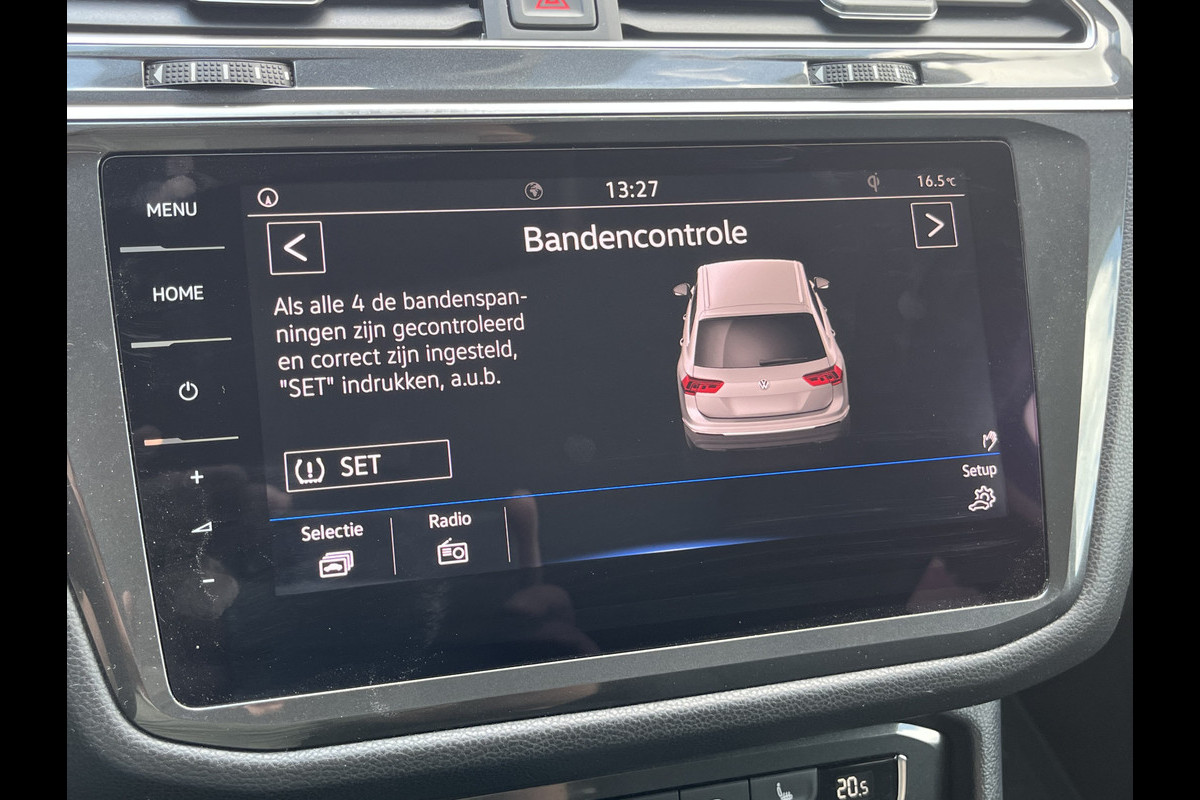 MENU
HOME
13:27
16.5°C
Bandencontrole
Als alle 4 de bandenspan-
ningen zijn gecontroleerd
en correct zijn ingesteld,
"SET" indrukken, a.u.b.
SET
Setup
Selectie
Radio
20.5